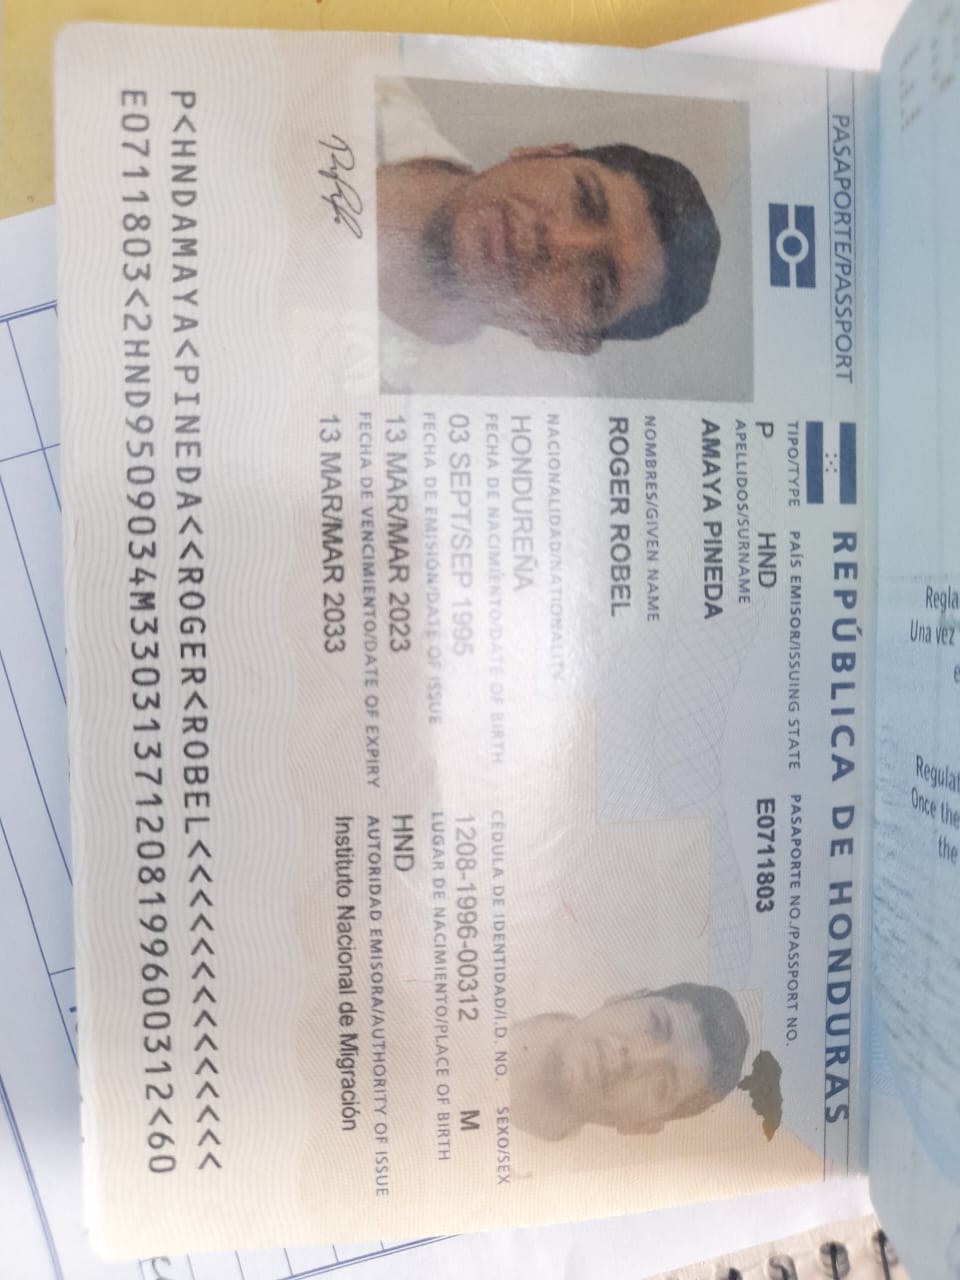 PASAPORTE/PASSPORT
REPÚBLICA DE HONDURAS
TIPO/TYPE PAÍS EMISOR/ISSUING STATE PASAPORTE NO./PASSPORT NO.
P HND E0711803
APELLIDOS/SURNAME
AMAYA PINEDA
NOMBRES/GIVEN NAME
ROGER ROBEL
NACIONALIDAD/NATIONALITY
HONDUREÑA
FECHA DE NACIMIENTO/DATE OF BIRTH CÉDULA DE IDENTIDAD/I.D. NO. SEXO/SEX
03 SEPT/SEP 1995 1208-1996-00312 M
FECHA DE EMISIÓN/DATE OF ISSUE LUGAR DE NACIMIENTO/PLACE OF BIRTH
13 MAR/MAR 2023 HND
FECHA DE VENCIMIENTO/DATE OF EXPIRY AUTORIDAD EMISORA/AUTHORITY OF ISSUE
13 MAR/MAR 2033 Instituto Nacional de Migración
P<HNDAMAYA<PINEDA<<ROGER<ROBEL<<<<<<<<<<<<<<
E0711803<2HND9509034M33031371208199600312<60
Una vez
Once the
the